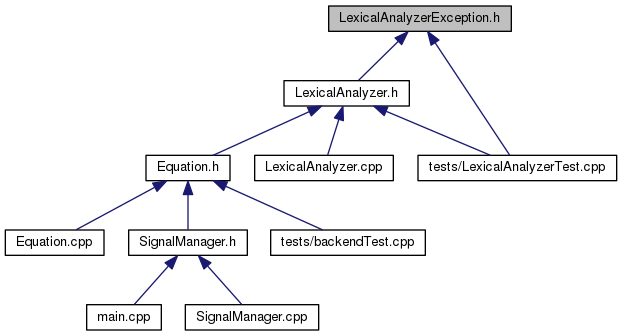 LexicalAnalyzerException.h
LexicalAnalyzer.h
Equation.h
LexicalAnalyzer.cpp
tests/LexicalAnalyzerTest.cpp
Equation.cpp
SignalManager.h
tests/backendTest.cpp
main.cpp
SignalManager.cpp